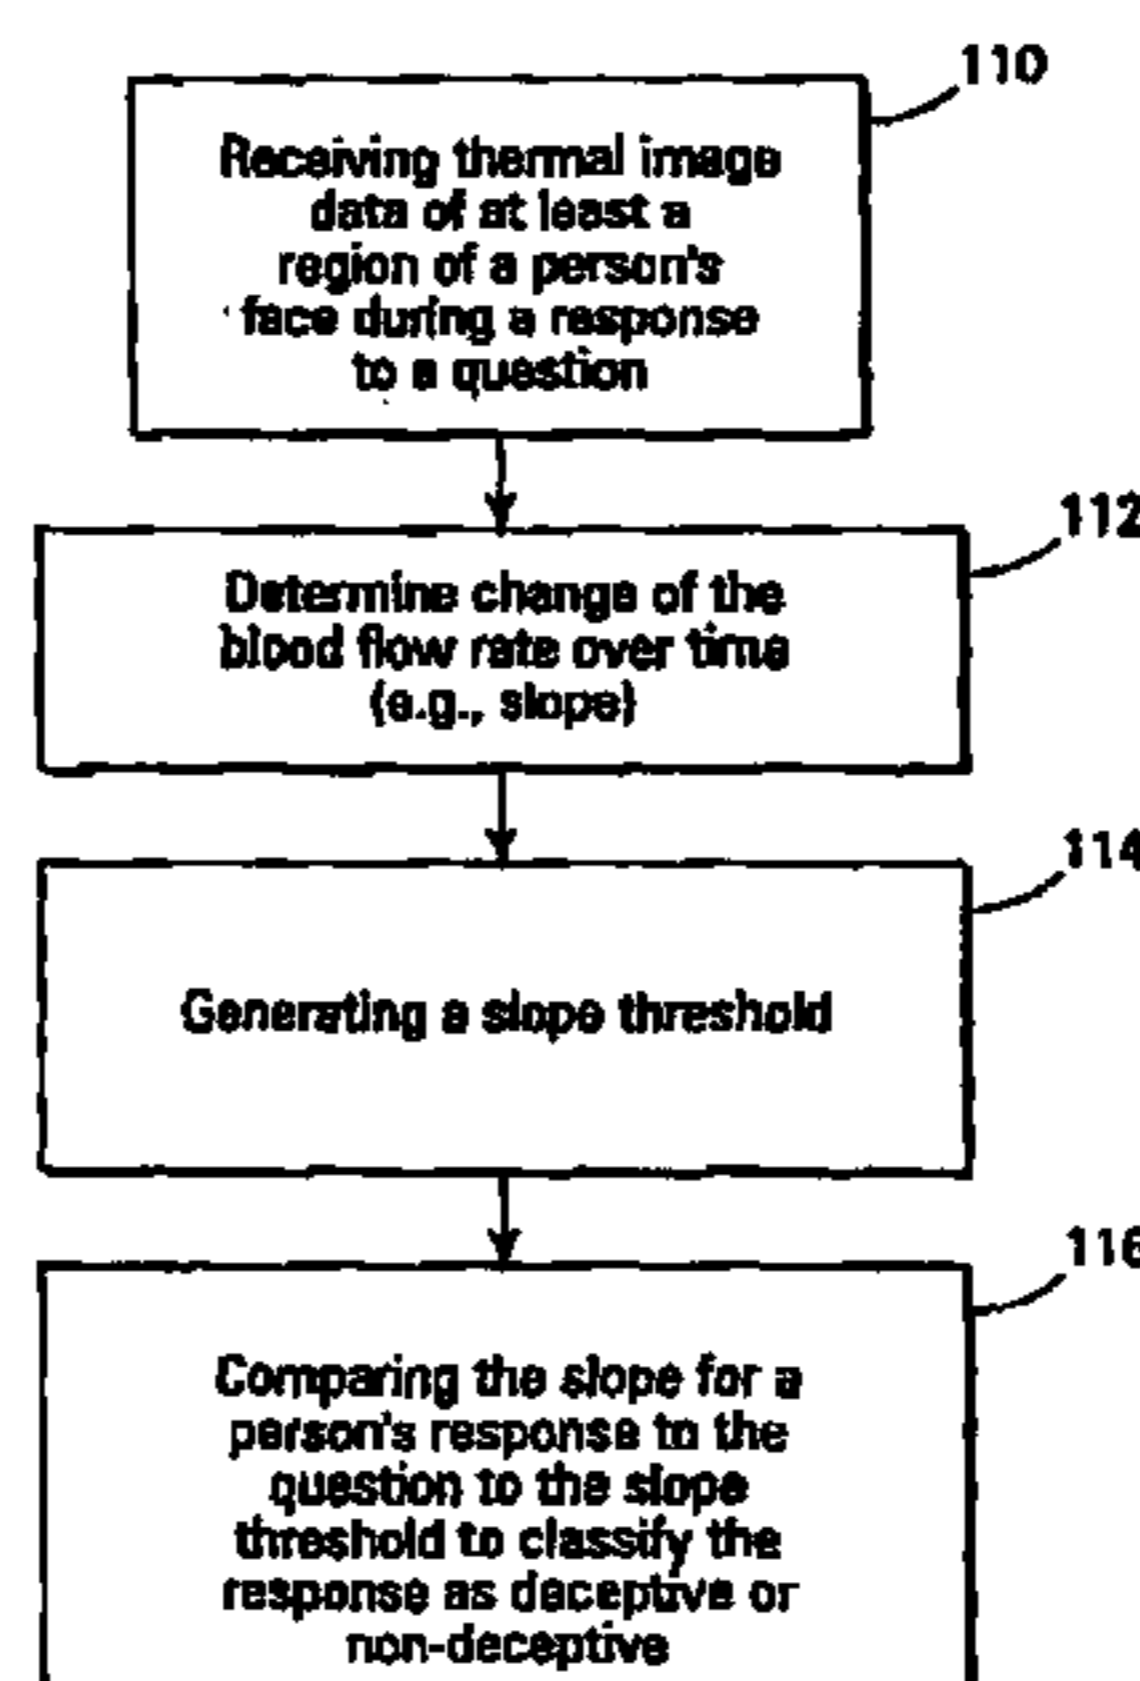 110
Receiving thermal image
data of at least a
region of a person's
face during a response
to a question
112
Determine change of the
blood flow rate over time
(e.g., slope)
114
Generating a slope threshold
116
Comparing the slope for a
person's response to the
question to the slope
threshold to classify the
response as deceptive or
non-deceptive